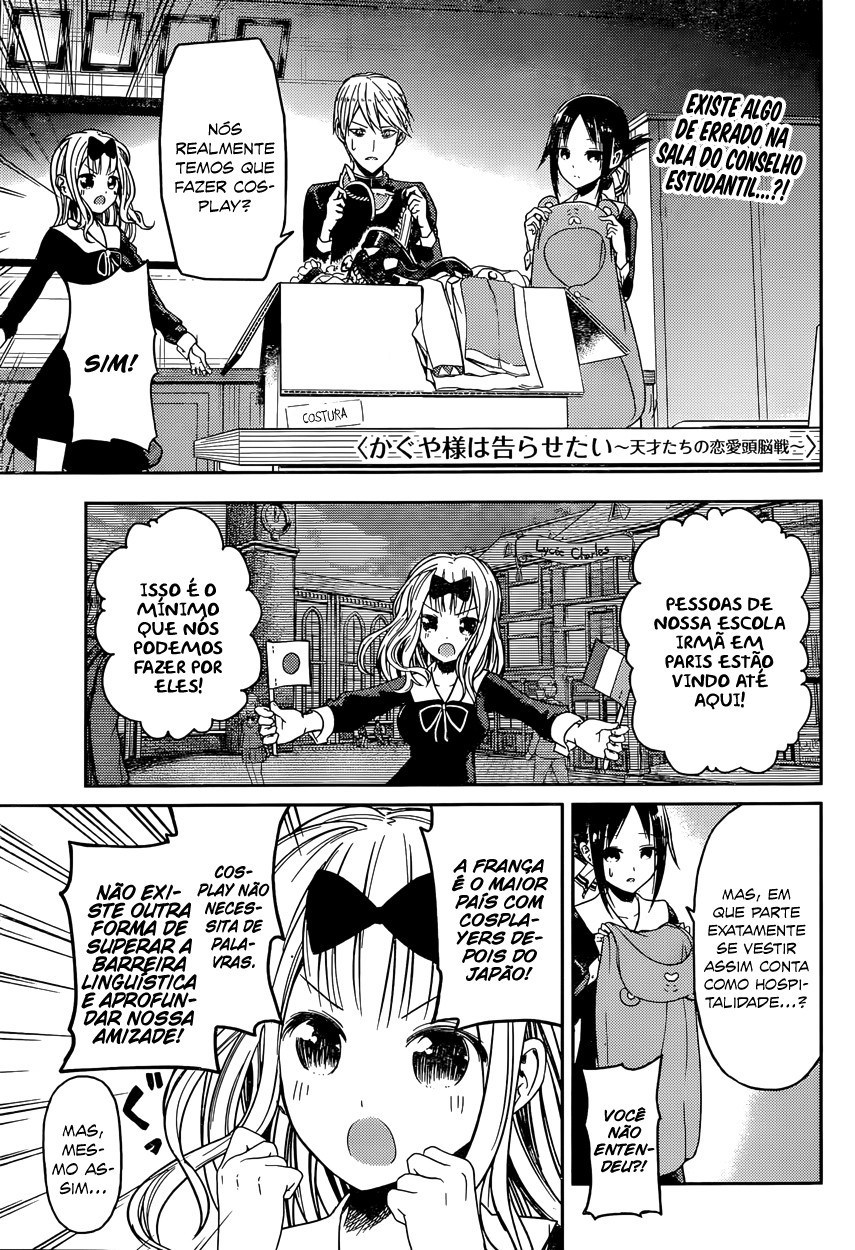 EXISTE ALGO
DE ERRADO NA
SALA DO CONSELHO
ESTUDANTIL...?!
NÓS
REALMENTE
TEMOS QUE
FAZER COS-
PLAY?
SIM!
COSTURA
〈かぐや様は告らせたい～天才たちの恋愛頭脳戦～〉
PESSOAS DE
NOSSA ESCOLA
IRMÃ EM
PARIS ESTÃO
VINDO ATÉ
AQUI!
Lycée Charles
ISSO É O
MÍNIMO
QUE NÓS
PODEMOS
FAZER POR
ELES!
MAS, EM
QUE PARTE
EXATAMENTE
SE VESTIR
ASSIM CONTA
COMO HOSPI-
TALIDADE...?
VOCÊ
NÃO
ENTEN-
DEU?!
A FRANÇA
É O MAIOR
PAÍS COM
COSPLA-
YERS DE-
POIS DO
JAPÃO!
COS-
PLAY NÃO
NECES-
SITA DE
PALA-
VRAS.
NÃO EXI-
STE OUTRA
FORMA DE
SUPERAR A
BARREIRA
LINGUÍSTICA
E APROFUN-
DAR NOSSA
AMIZADE!
ぐっ
MAS,
MES-
MO AS-
SIM...